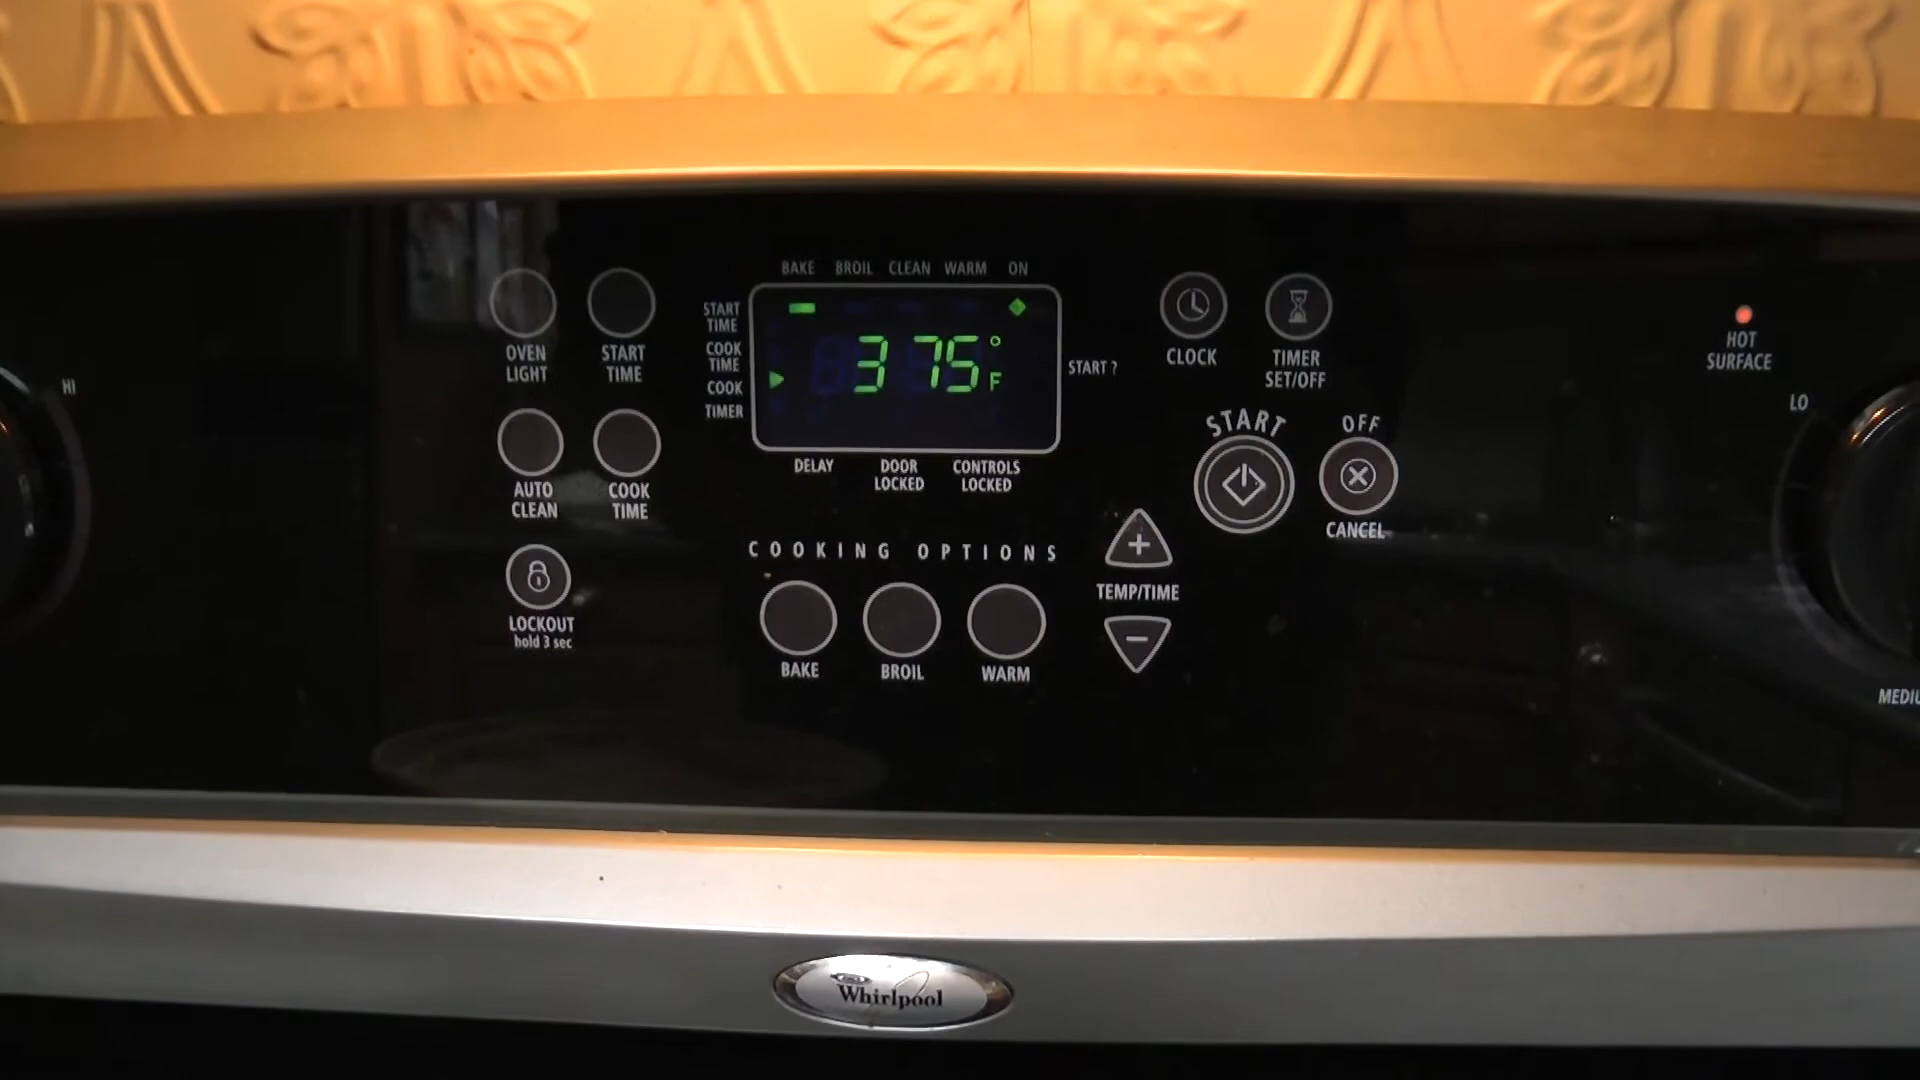 BAKE BROIL CLEAN WARM ON
START TIME
COOK TIME
COOK
TIMER
375°F
START ?
DELAY
DOOR LOCKED
CONTROLS LOCKED
OVEN LIGHT
START TIME
AUTO CLEAN
COOK TIME
LOCKOUT
hold 3 sec
COOKING OPTIONS
BAKE
BROIL
WARM
+
TEMP/TIME
−
CLOCK
TIMER SET/OFF
START
OFF
CANCEL
HOT SURFACE
HI
LO
MEDIU
Whirlpool